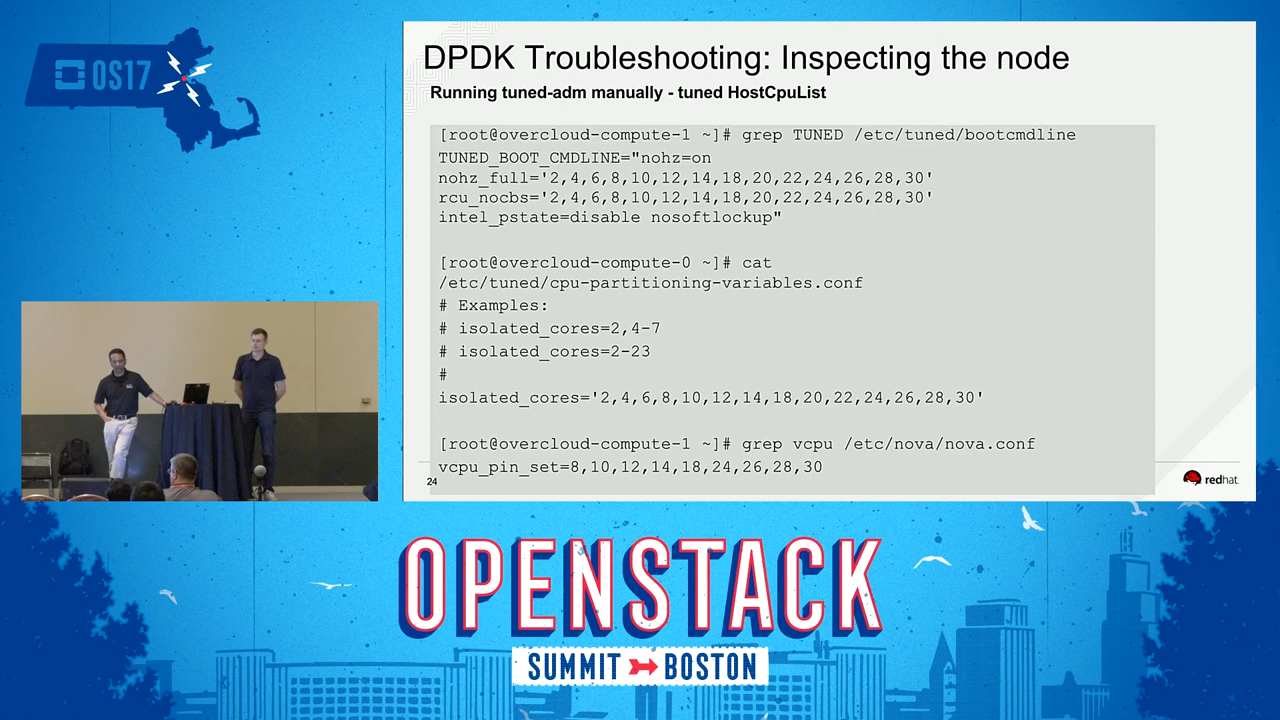 OS17
DPDK Troubleshooting: Inspecting the node
Running tuned-adm manually - tuned HostCpuList
[root@overcloud-compute-1 ~]# grep TUNED /etc/tuned/bootcmdline
TUNED_BOOT_CMDLINE="nohz=on
nohz_full='2,4,6,8,10,12,14,18,20,22,24,26,28,30'
rcu_nocbs='2,4,6,8,10,12,14,18,20,22,24,26,28,30'
intel_pstate=disable nosoftlockup"
[root@overcloud-compute-0 ~]# cat
/etc/tuned/cpu-partitioning-variables.conf
# Examples:
# isolated_cores=2,4-7
# isolated_cores=2-23
#
isolated_cores='2,4,6,8,10,12,14,18,20,22,24,26,28,30'
[root@overcloud-compute-1 ~]# grep vcpu /etc/nova/nova.conf
vcpu_pin_set=8,10,12,14,18,24,26,28,30
24
redhat.
OPENSTACK
SUMMIT BOSTON